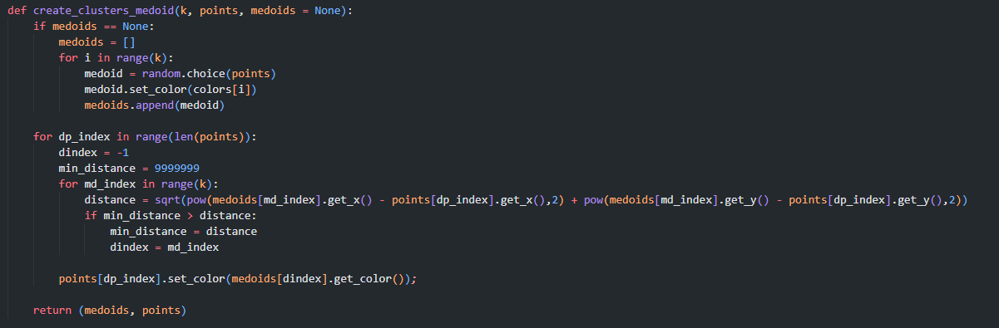 def create_clusters_medoid(k, points, medoids = None):
    if medoids == None:
        medoids = []
        for i in range(k):
            medoid = random.choice(points)
            medoid.set_color(colors[i])
            medoids.append(medoid)
    for dp_index in range(len(points)):
        dindex = -1
        min_distance = 9999999
        for md_index in range(k):
            distance = sqrt(pow(medoids[md_index].get_x() - points[dp_index].get_x(),2) + pow(medoids[md_index].get_y() - points[dp_index].get_y(),2))
            if min_distance > distance:
                min_distance = distance
                dindex = md_index
        points[dp_index].set_color(medoids[dindex].get_color());
    return (medoids, points)